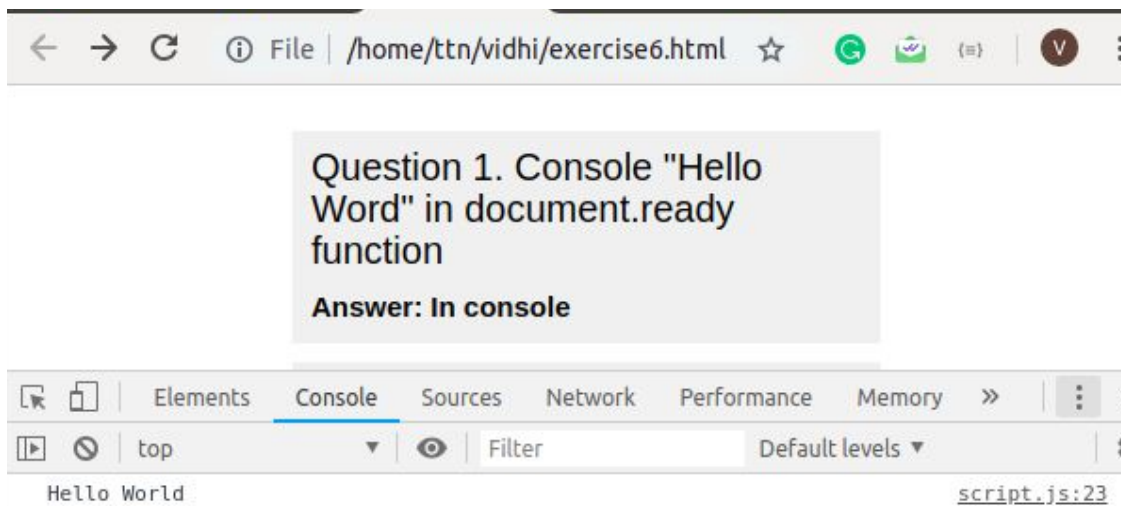 File | /home/ttn/vidhi/exercise6.html
V
Question 1. Console "Hello
Word" in document.ready
function
Answer: In console
Elements Console Sources Network Performance Memory »
top Filter Default levels ▼
Hello World script.js:23